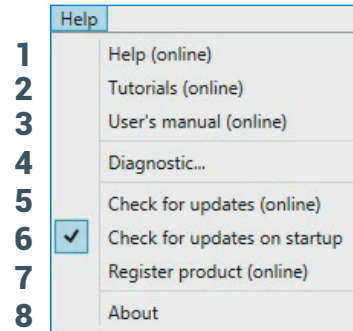 Help
1 Help (online)
2 Tutorials (online)
3 User's manual (online)
4 Diagnostic...
5 Check for updates (online)
6 Check for updates on startup
7 Register product (online)
8 About